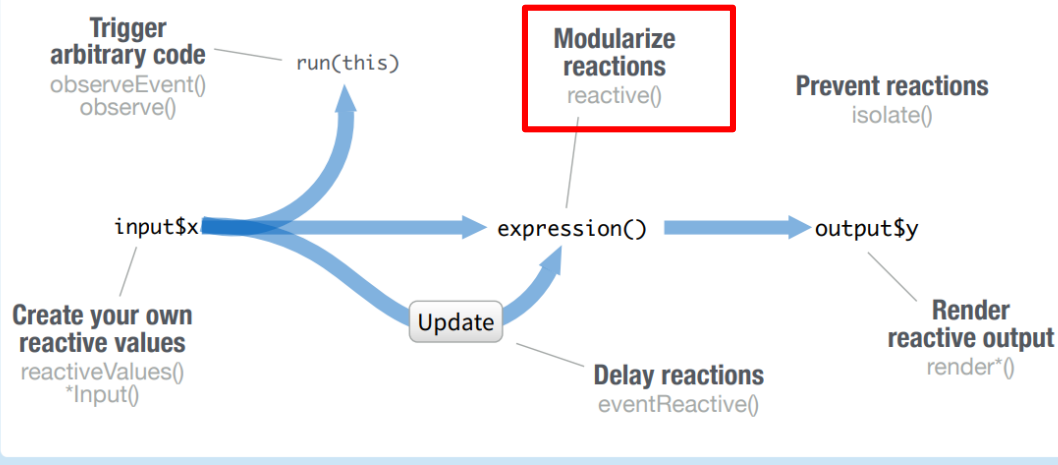 Trigger
arbitrary code
observeEvent()
observe()
run(this)
Modularize
reactions
reactive()
Prevent reactions
isolate()
input$x
expression()
output$y
Create your own
reactive values
reactiveValues()
*Input()
Update
Delay reactions
eventReactive()
Render
reactive output
render*()